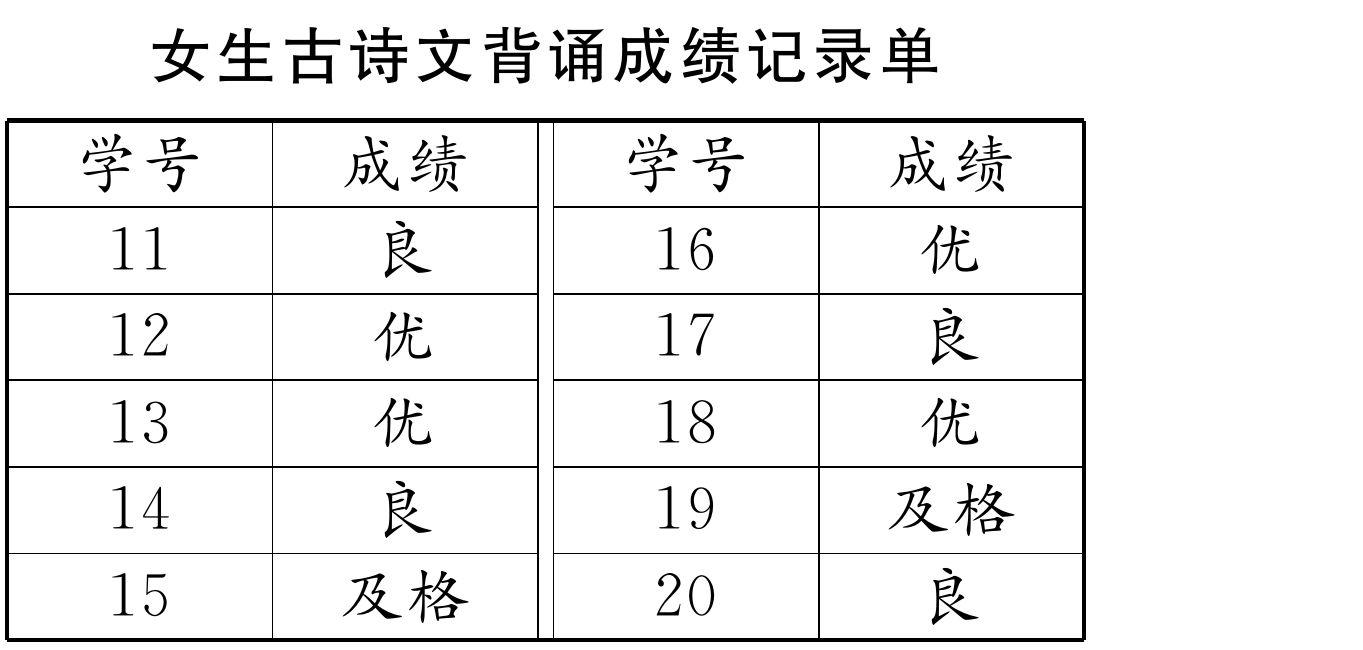 女生古诗文背诵成绩记录单
学号 成绩 学号 成绩
11 良 16 优
12 优 17 良
13 优 18 优
14 良 19 及格
15 及格 20 良